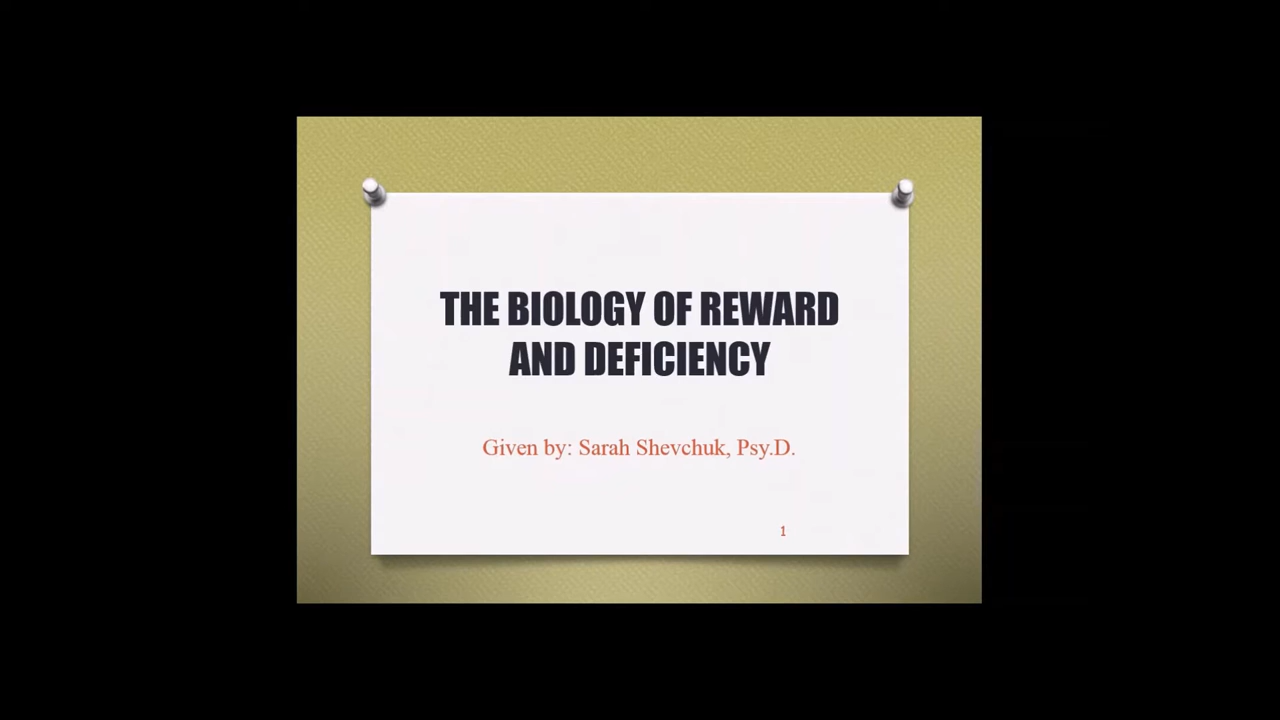 THE BIOLOGY OF REWARD
AND DEFICIENCY
Given by: Sarah Shevchuk, Psy.D.
1